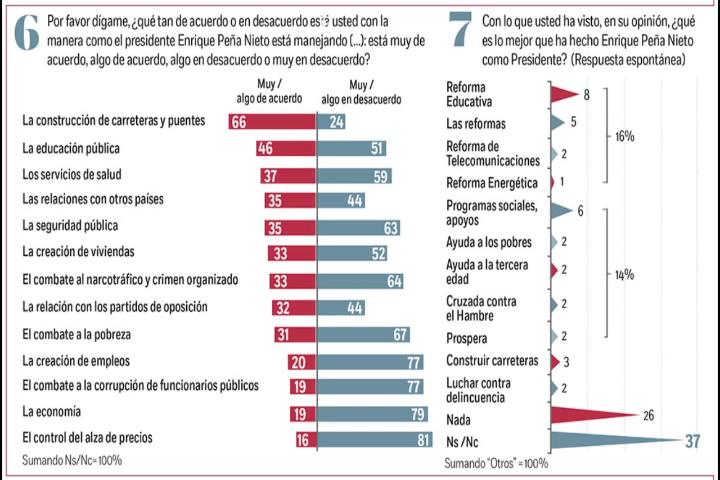 6 Por favor dígame, ¿qué tan de acuerdo o en desacuerdo está usted con la
manera como el presidente Enrique Peña Nieto está manejando (...): está muy de
acuerdo, algo de acuerdo, algo en desacuerdo o muy en desacuerdo?
Muy /
algo de acuerdo
Muy /
algo en desacuerdo
La construcción de carreteras y puentes 66 24
La educación pública 46 51
Los servicios de salud 37 59
Las relaciones con otros países 35 44
La seguridad pública 35 63
La creación de viviendas 33 52
El combate al narcotráfico y crimen organizado 33 64
La relación con los partidos de oposición 32 44
El combate a la pobreza 31 67
La creación de empleos 20 77
El combate a la corrupción de funcionarios públicos 19 77
La economía 19 79
El control del alza de precios 16 81
Sumando Ns/Nc=100%
7 Con lo que usted ha visto, en su opinión, ¿qué
es lo mejor que ha hecho Enrique Peña Nieto
como Presidente? (Respuesta espontánea)
Reforma
Educativa 8
Las reformas 5
16%
Reforma de
Telecomunicaciones 2
Reforma Energética 1
Programas sociales,
apoyos 6
Ayuda a los pobres 2
Ayuda a la tercera
edad 2
14%
Cruzada contra
el Hambre 2
Prospera 2
Construir carreteras 3
Luchar contra
delincuencia 2
Nada 26
Ns /Nc 37
Sumando "Otros" =100%